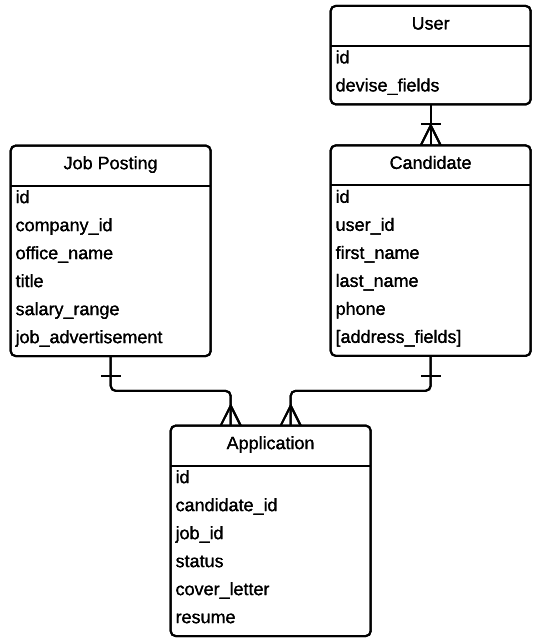 User
id
devise_fields
Job Posting
id
company_id
office_name
title
salary_range
job_advertisement
Candidate
id
user_id
first_name
last_name
phone
[address_fields]
Application
id
candidate_id
job_id
status
cover_letter
resume